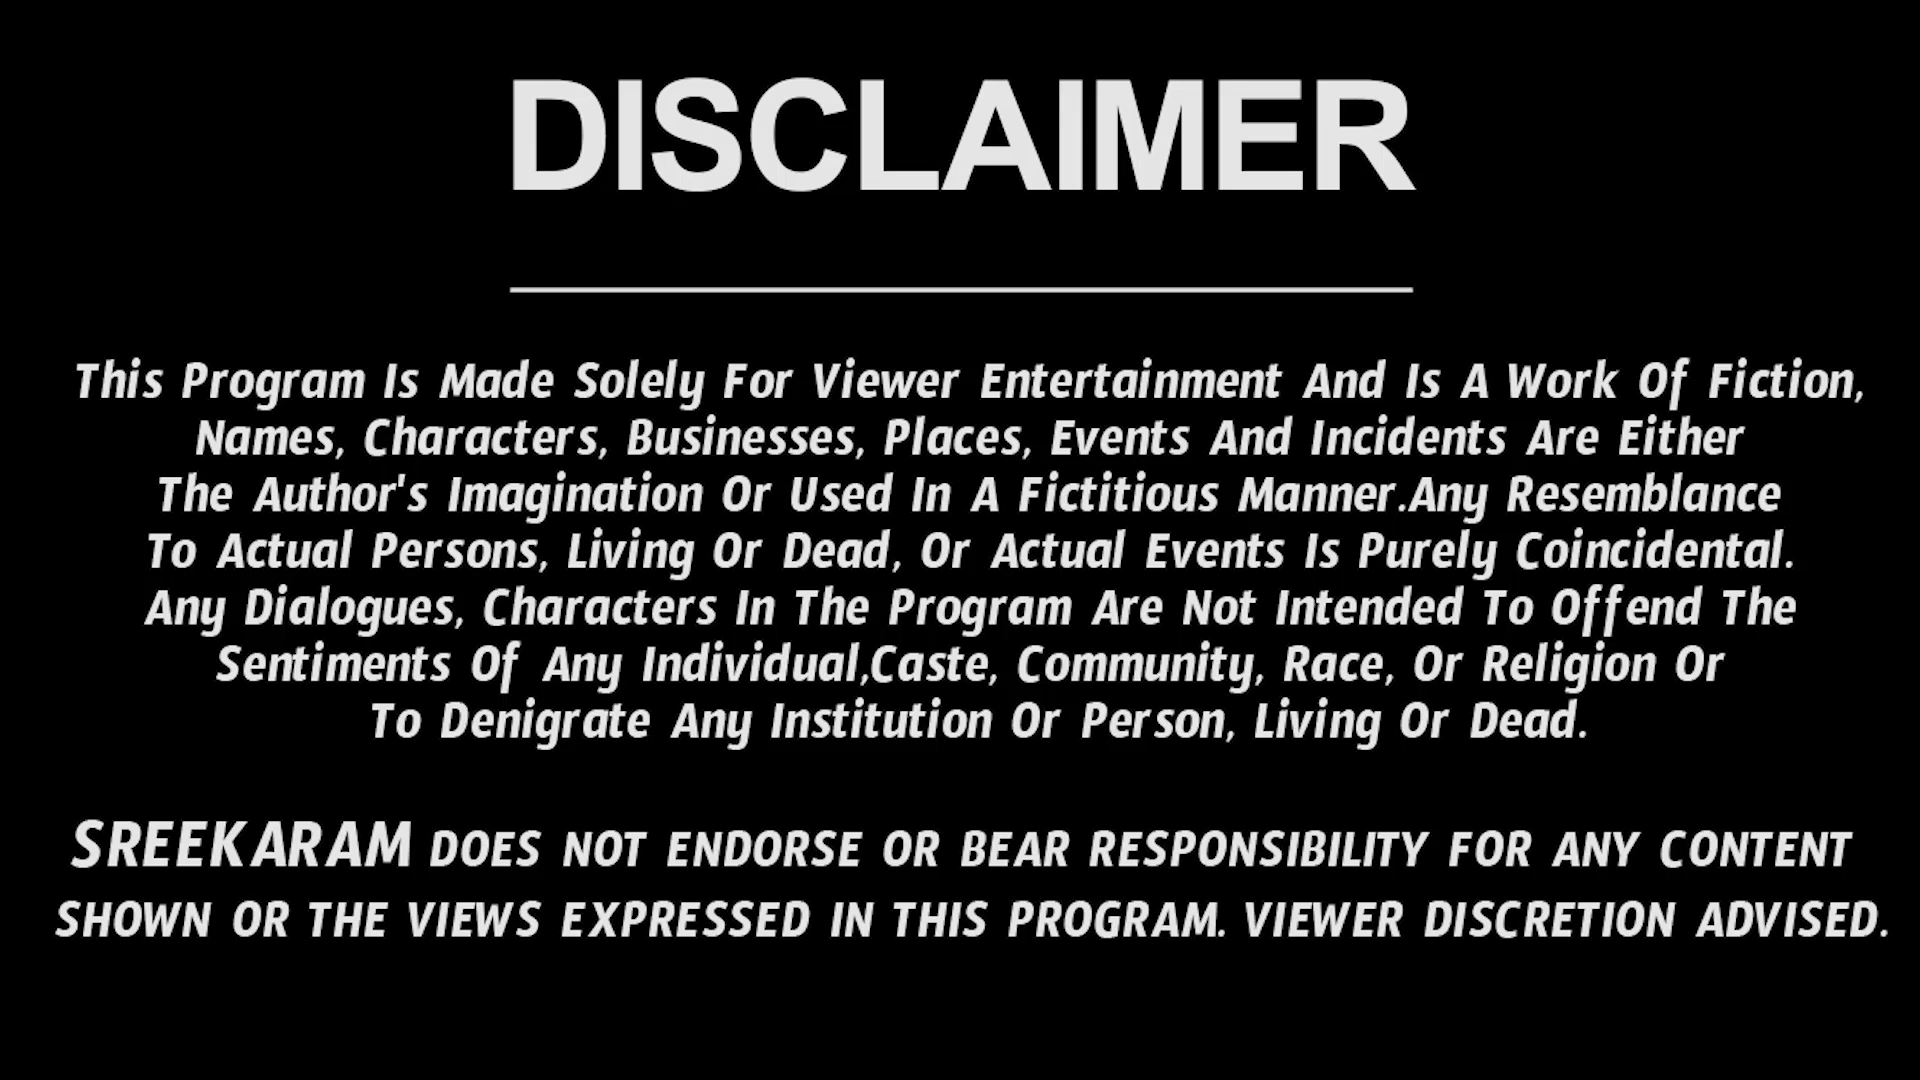 DISCLAIMER
This Program Is Made Solely For Viewer Entertainment And Is A Work Of Fiction,
Names, Characters, Businesses, Places, Events And Incidents Are Either
The Author's Imagination Or Used In A Fictitious Manner.Any Resemblance
To Actual Persons, Living Or Dead, Or Actual Events Is Purely Coincidental.
Any Dialogues, Characters In The Program Are Not Intended To Offend The
Sentiments Of Any Individual,Caste, Community, Race, Or Religion Or
To Denigrate Any Institution Or Person, Living Or Dead.
SREEKARAM DOES NOT ENDORSE OR BEAR RESPONSIBILITY FOR ANY CONTENT
SHOWN OR THE VIEWS EXPRESSED IN THIS PROGRAM. VIEWER DISCRETION ADVISED.